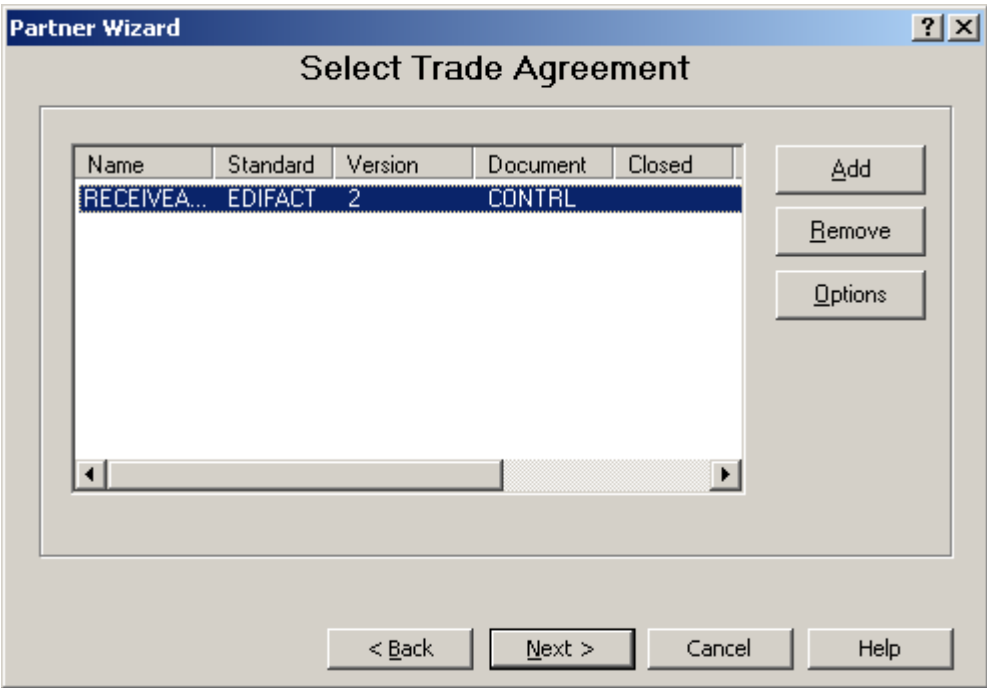 Partner Wizard
Select Trade Agreement
Name Standard Version Document Closed
RECEIVEA... EDIFACT 2 CONTRL
Add
Remove
Options
< Back Next > Cancel Help